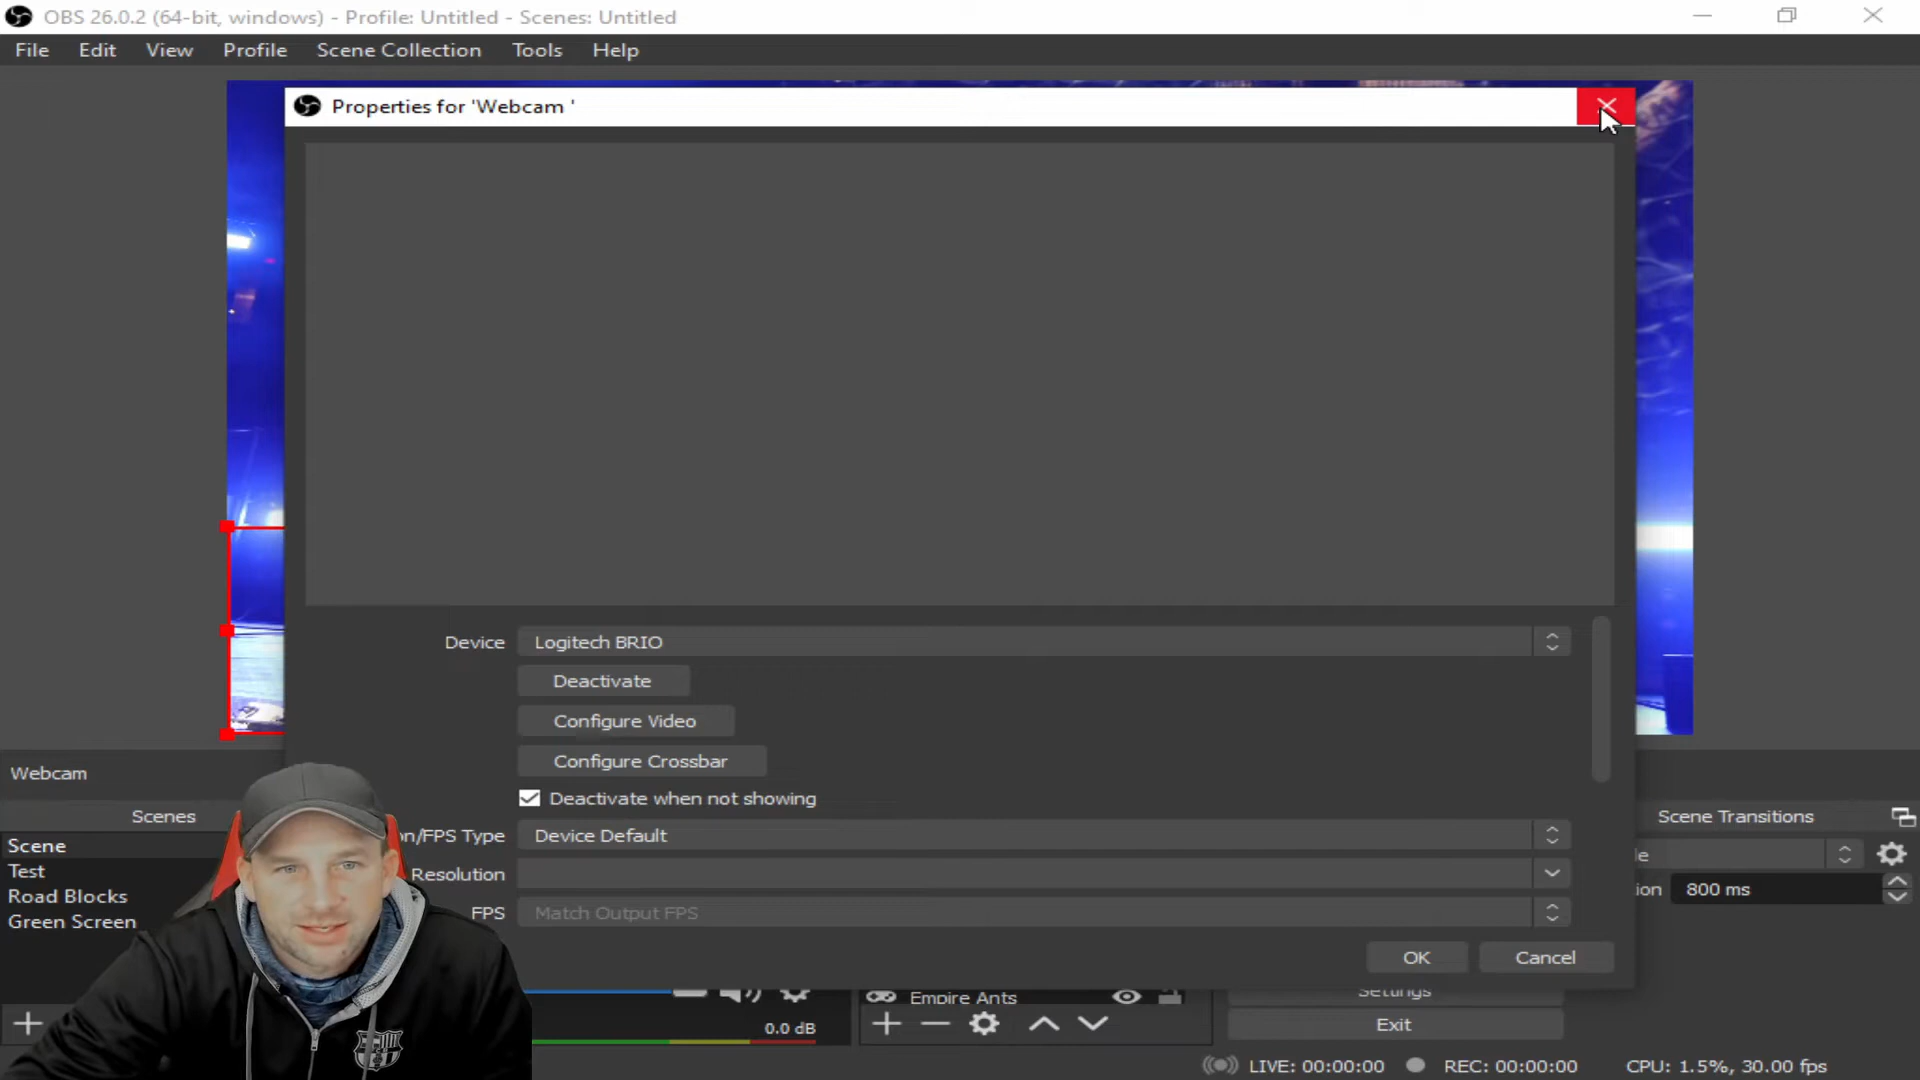 OBS 26.0.2 (64-bit, windows) - Profile: Untitled - Scenes: Untitled
File Edit View Profile Scene Collection Tools Help
Properties for 'Webcam '
Device Logitech BRIO
Deactivate
Configure Video
Configure Crossbar
Deactivate when not showing
on/FPS Type Device Default
Resolution
FPS Match Output FPS
OK Cancel
Webcam
Scenes
Scene
Test
Road Blocks
Green Screen
0.0 dB
Empire Ants
Settings
Exit
Scene Transitions
le
ion 800 ms
LIVE: 00:00:00 REC: 00:00:00 CPU: 1.5%, 30.00 fps